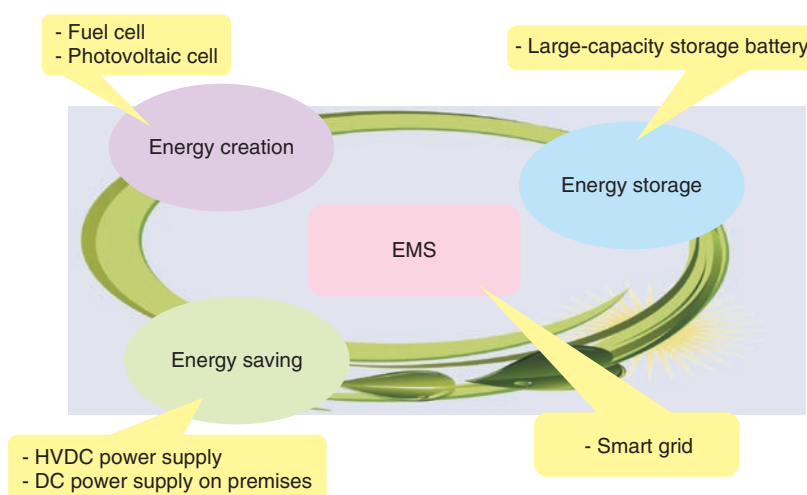 - Fuel cell
- Photovoltaic cell
- Large-capacity storage battery
Energy creation
Energy storage
EMS
Energy saving
- HVDC power supply
- DC power supply on premises
- Smart grid